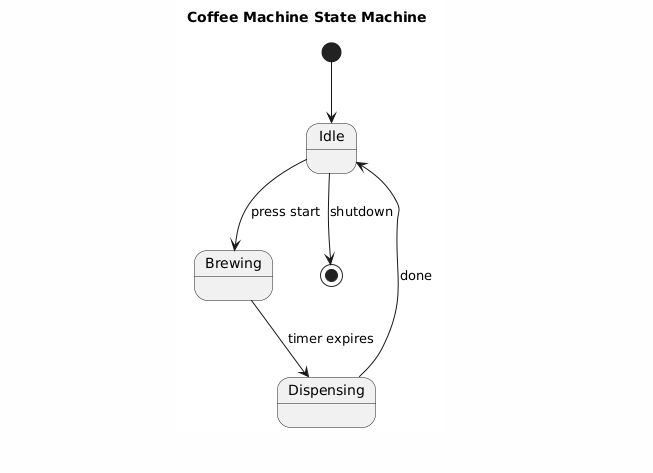 Coffee Machine State Machine
Idle
press start
shutdown
Brewing
done
timer expires
Dispensing